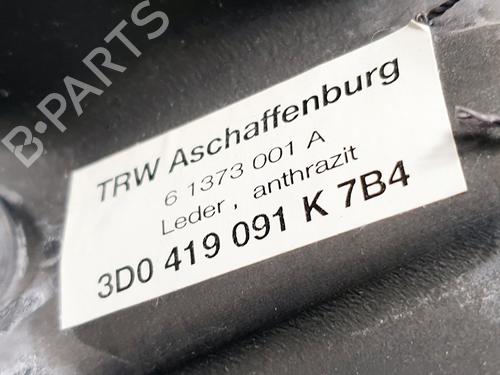 B-PARTS
TRW Aschaffenburg
6 1373 001 A
Leder, anthrazit
3D0 419 091 K 7B4